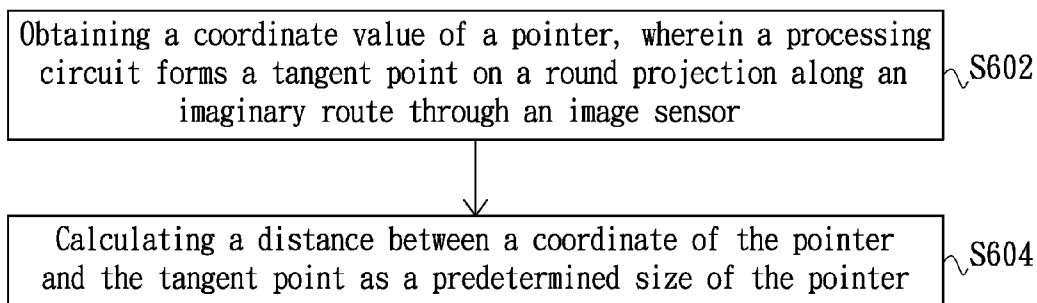 Obtaining a coordinate value of a pointer, wherein a processing
circuit forms a tangent point on a round projection along an
imaginary route through an image sensor
S602
Calculating a distance between a coordinate of the pointer
and the tangent point as a predetermined size of the pointer
S604